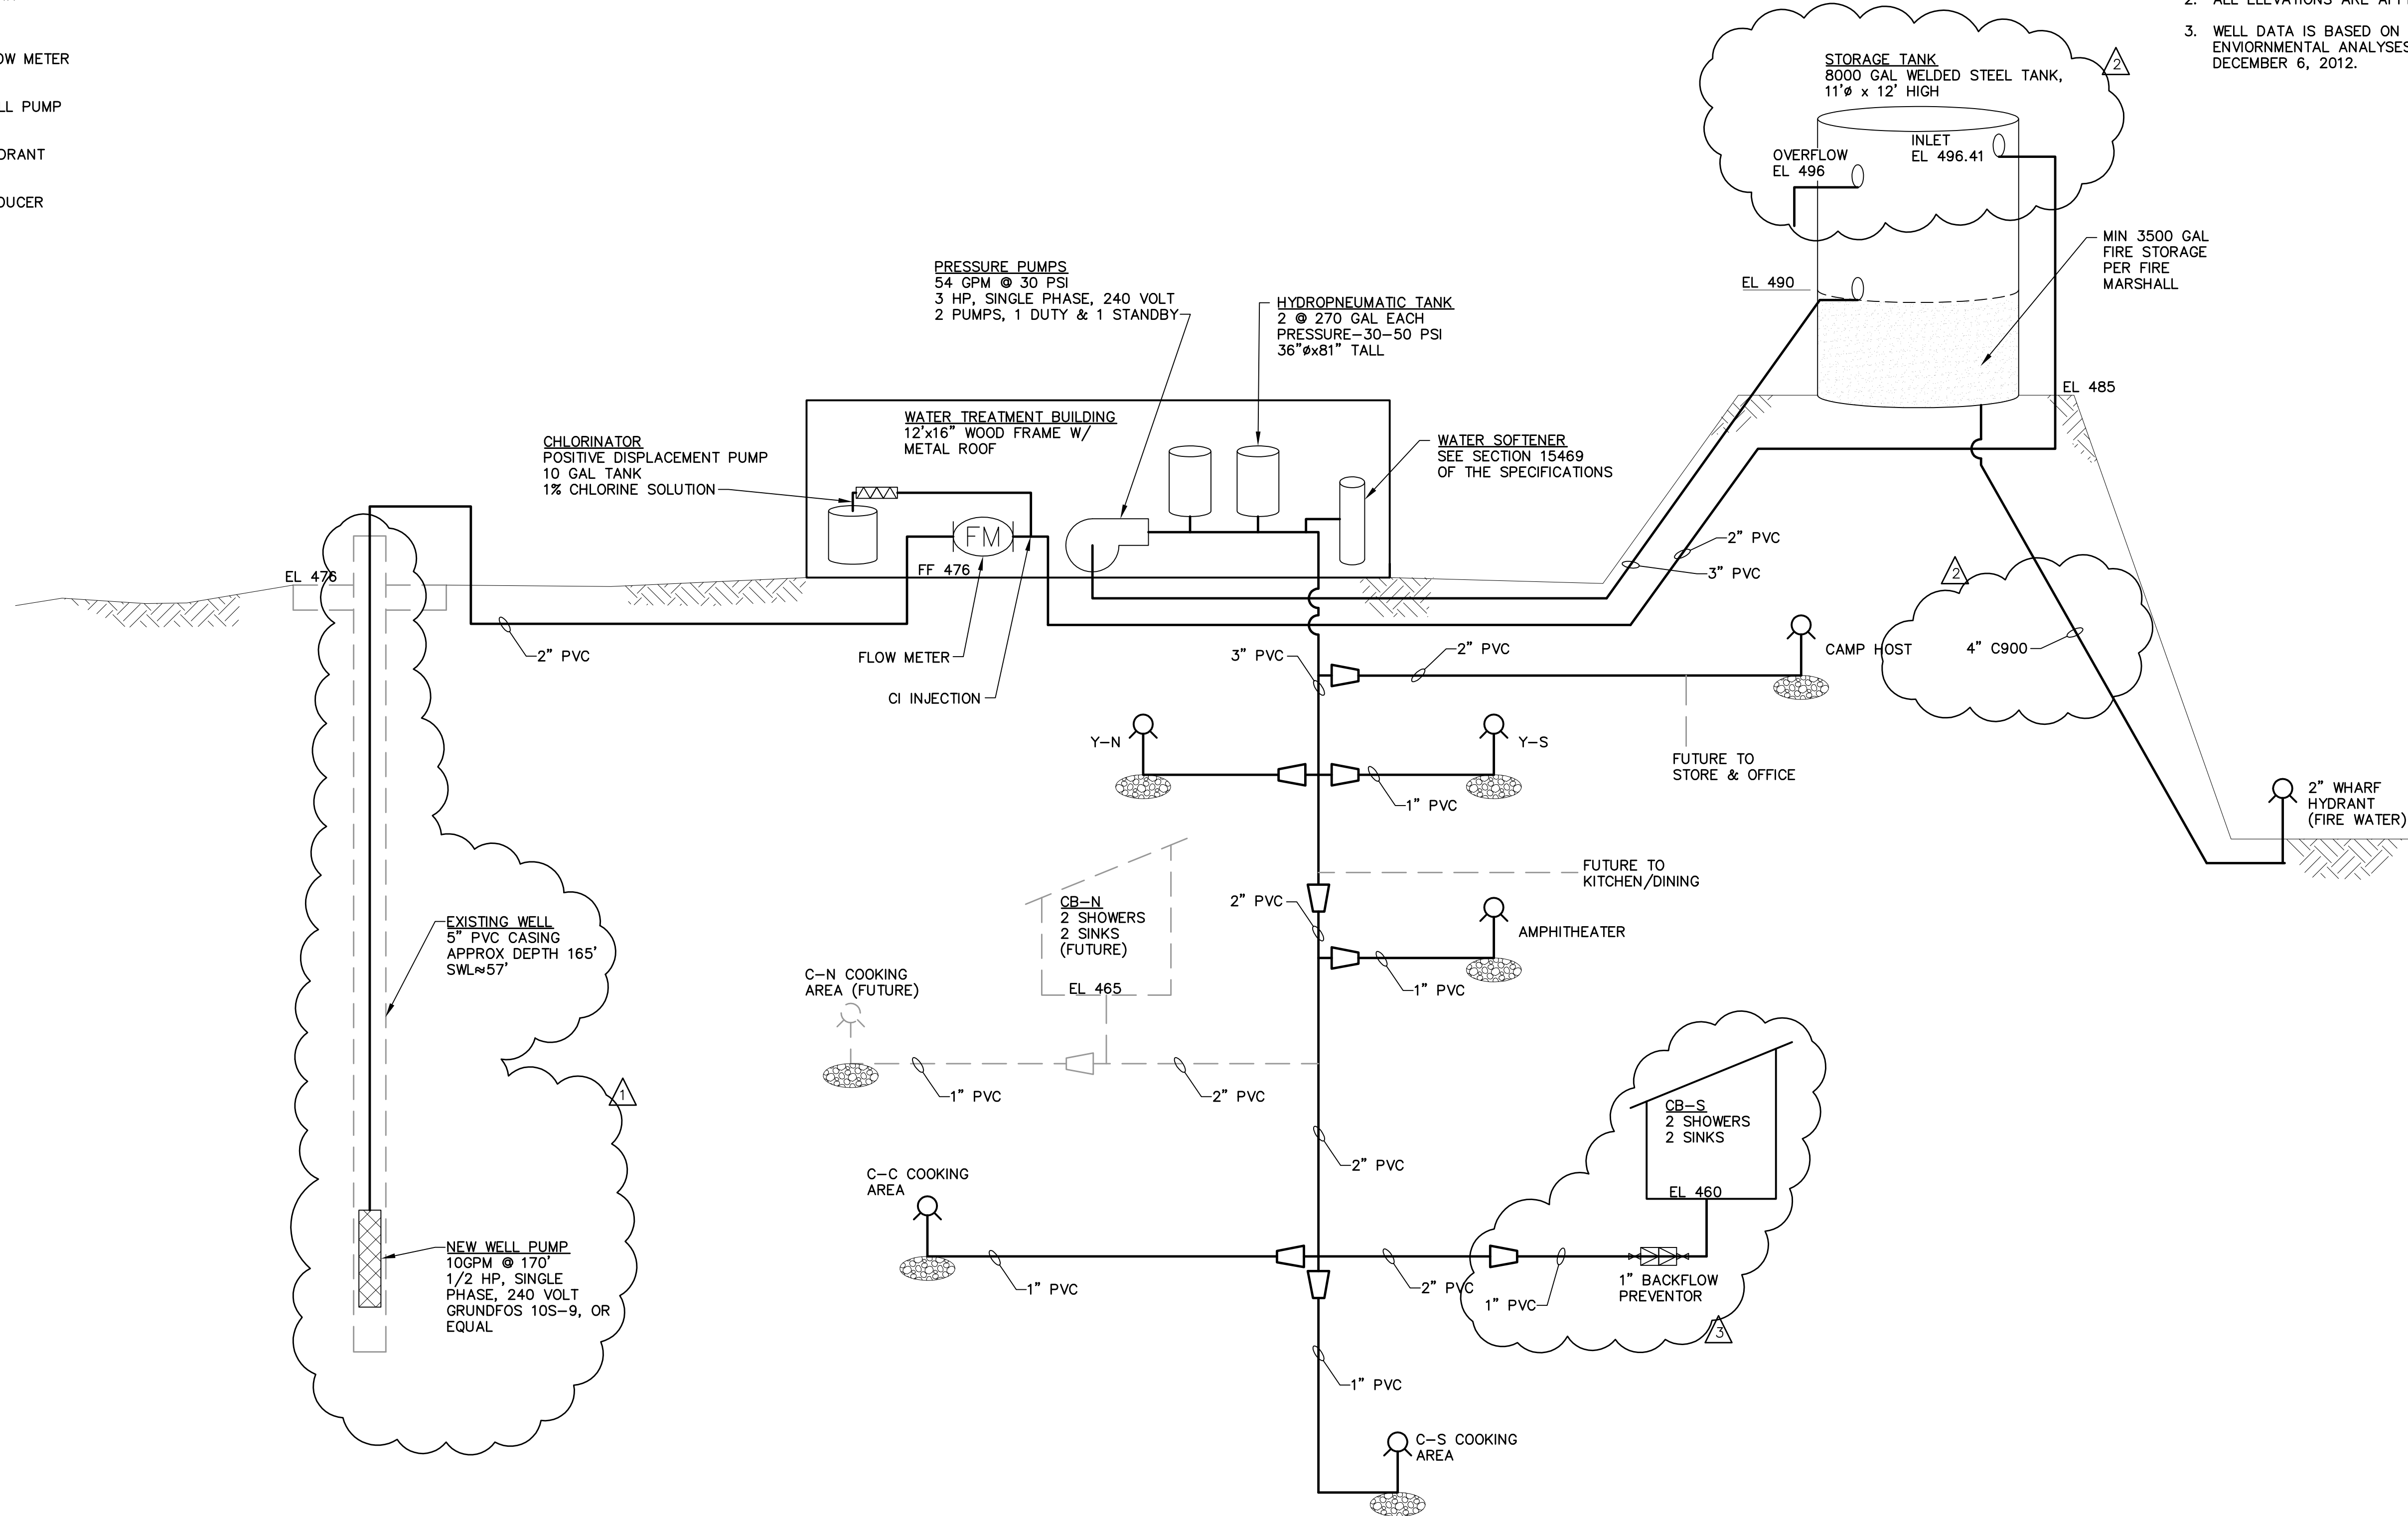 OW METER
LL PUMP
DRANT
DUCER
3. WELL DATA IS BASED ON
ENVIORNMENTAL ANALYSES
DECEMBER 6, 2012.
STORAGE TANK
8000 GAL WELDED STEEL TANK,
11'ø x 12' HIGH
2
INLET
EL 496.41
OVERFLOW
EL 496
MIN 3500 GAL
FIRE STORAGE
PER FIRE
MARSHALL
EL 490
EL 485
PRESSURE PUMPS
54 GPM @ 30 PSI
3 HP, SINGLE PHASE, 240 VOLT
2 PUMPS, 1 DUTY & 1 STANDBY
HYDROPNEUMATIC TANK
2 @ 270 GAL EACH
PRESSURE-30-50 PSI
36"øx81" TALL
WATER TREATMENT BUILDING
12'x16" WOOD FRAME W/
METAL ROOF
CHLORINATOR
POSITIVE DISPLACEMENT PUMP
10 GAL TANK
1% CHLORINE SOLUTION
WATER SOFTENER
SEE SECTION 15469
OF THE SPECIFICATIONS
FM
FF 476
EL 476
2" PVC
3" PVC
2
2" PVC
FLOW METER
CI INJECTION
3" PVC
2" PVC
CAMP HOST
4" C900
Y-N
Y-S
1" PVC
FUTURE TO
STORE & OFFICE
2" WHARF
HYDRANT
(FIRE WATER)
FUTURE TO
KITCHEN/DINING
2" PVC
AMPHITHEATER
1" PVC
CB-N
2 SHOWERS
2 SINKS
(FUTURE)
EL 465
C-N COOKING
AREA (FUTURE)
1" PVC
2" PVC
EXISTING WELL
5" PVC CASING
APPROX DEPTH 165'
SWL≈57'
1
CB-S
2 SHOWERS
2 SINKS
EL 460
2" PVC
C-C COOKING
AREA
1" PVC
2" PVC
1" PVC
1" BACKFLOW
PREVENTOR
3
NEW WELL PUMP
10GPM @ 170'
1/2 HP, SINGLE
PHASE, 240 VOLT
GRUNDFOS 10S-9, OR
EQUAL
1" PVC
C-S COOKING
AREA